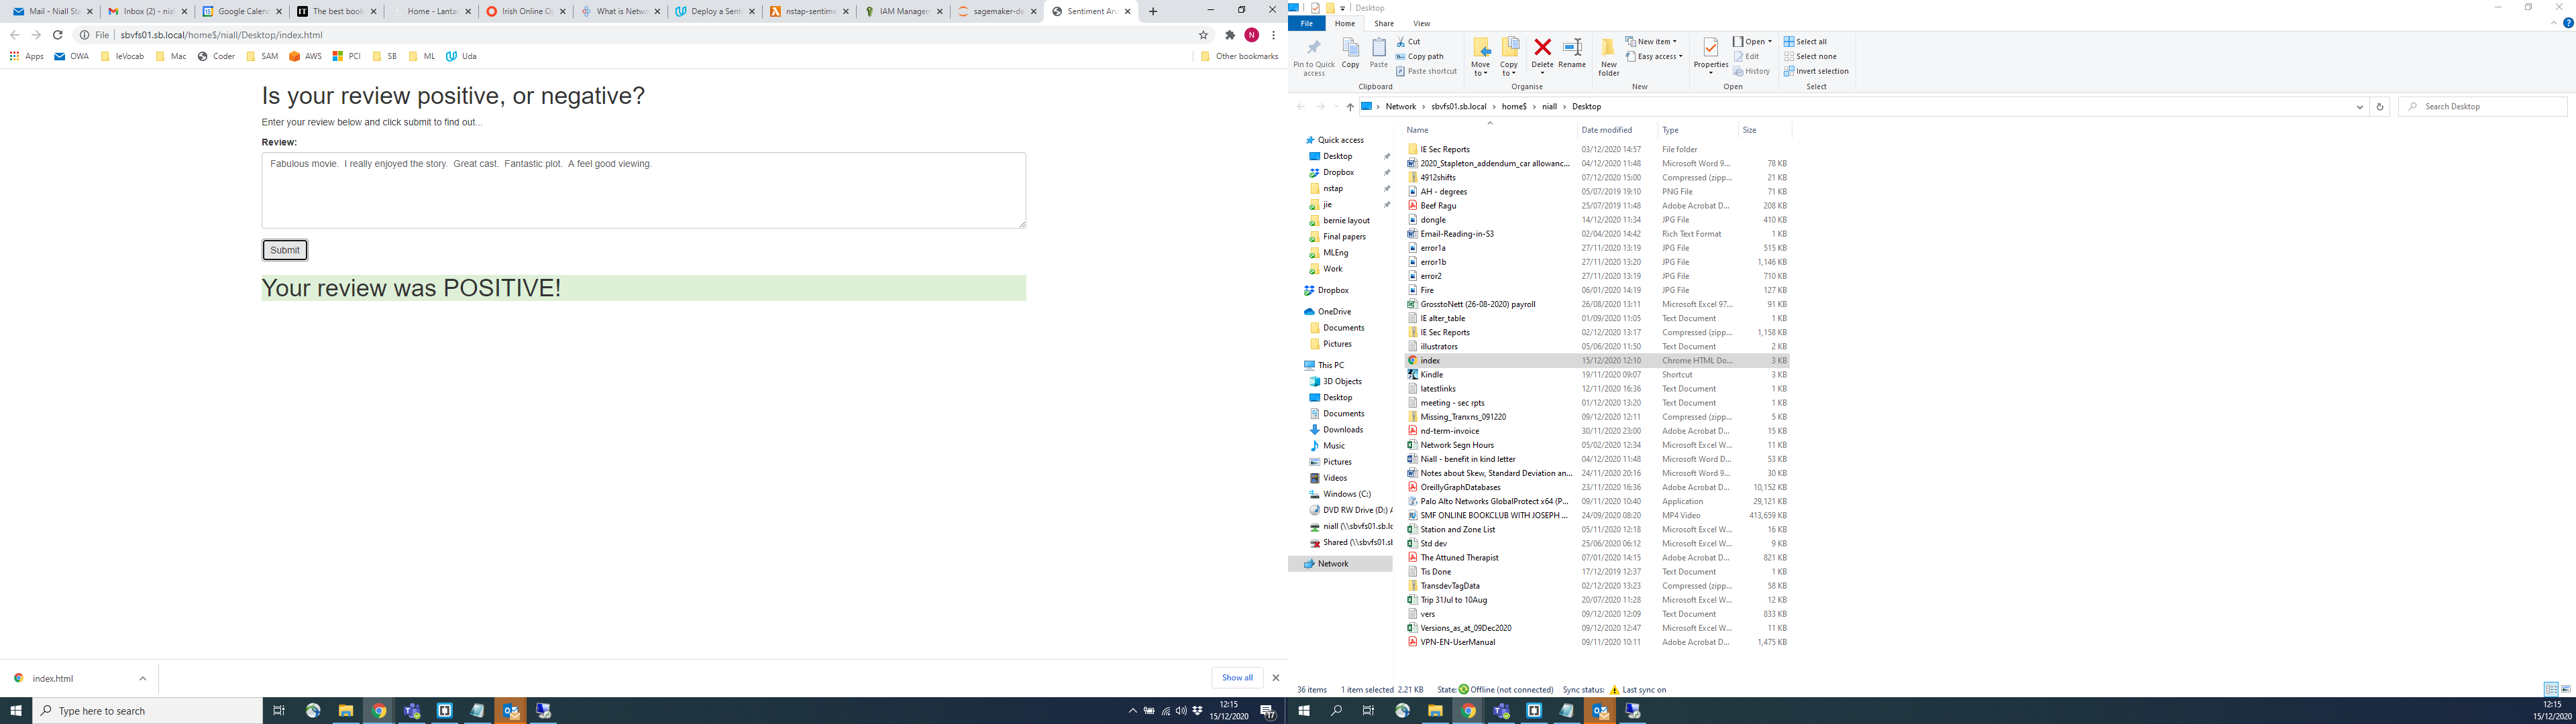 Mail - Niall Sta
Inbox (2) - nia
Google Calend
The best book
Home - Lanta
Irish Online O
What is Netwo
Deploy a Sent
nstap-sentime
IAM Managem
sagemaker-de
Sentiment Ana
File | sbvfs01.sb.local/home$/niall/Desktop/index.html
Apps OWA IeVocab Mac Coder SAM AWS PCI SB ML Uda Other bookmarks
Is your review positive, or negative?
Enter your review below and click submit to find out...
Review:
Fabulous movie. I really enjoyed the story. Great cast. Fantastic plot. A feel good viewing.
Submit
Your review was POSITIVE!
index.html
Show all
Type here to search
12:15
15/12/2020
17
Desktop
File Home Share View
Pin to Quick access
Copy
Paste
Cut
Copy path
Paste shortcut
Clipboard
Move to
Copy to
Delete
Rename
Organise
New folder
New item
Easy access
New
Properties
Open
Edit
History
Open
Select all
Select none
Invert selection
Select
Network > sbvfs01.sb.local > home$ > niall > Desktop
Search Desktop
Quick access
Desktop
Dropbox
nstap
jie
bernie layout
Final papers
MLEng
Work
Dropbox
OneDrive
Documents
Pictures
This PC
3D Objects
Desktop
Documents
Downloads
Music
Pictures
Videos
Windows (C:)
DVD RW Drive (D:) A
niall (\\sbvfs01.sb.lo
Shared (\\sbvfs01.sb
Network
Name Date modified Type Size
IE Sec Reports 03/12/2020 14:57 File folder
2020_Stapleton_addendum_car allowanc... 04/12/2020 11:48 Microsoft Word 9... 78 KB
4912shifts 07/12/2020 15:00 Compressed (zipp... 21 KB
AH - degrees 05/07/2019 19:10 PNG File 71 KB
Beef Ragu 25/07/2019 11:48 Adobe Acrobat D... 208 KB
dongle 14/12/2020 11:34 JPG File 410 KB
Email-Reading-in-S3 02/04/2020 14:42 Rich Text Format 1 KB
error1a 27/11/2020 13:19 JPG File 515 KB
error1b 27/11/2020 13:20 JPG File 1,146 KB
error2 27/11/2020 13:19 JPG File 710 KB
Fire 06/01/2020 14:19 JPG File 127 KB
GrosstoNett (26-08-2020) payroll 26/08/2020 13:11 Microsoft Excel 97... 91 KB
IE alter_table 01/09/2020 11:05 Text Document 1 KB
IE Sec Reports 02/12/2020 13:17 Compressed (zipp... 1,158 KB
illustrators 05/06/2020 11:50 Text Document 2 KB
index 15/12/2020 12:10 Chrome HTML Do... 3 KB
Kindle 19/11/2020 09:07 Shortcut 3 KB
latestlinks 12/11/2020 16:36 Text Document 1 KB
meeting - sec rpts 01/12/2020 13:20 Text Document 1 KB
Missing_Tranxns_091220 09/12/2020 12:11 Compressed (zipp... 5 KB
nd-term-invoice 30/11/2020 23:00 Adobe Acrobat D... 15 KB
Network Segn Hours 05/02/2020 12:34 Microsoft Excel W... 11 KB
Niall - benefit in kind letter 04/12/2020 11:48 Microsoft Word D... 53 KB
Notes about Skew, Standard Deviation an... 24/11/2020 20:16 Microsoft Word 9... 30 KB
OreillyGraphDatabases 23/11/2020 16:36 Adobe Acrobat D... 10,152 KB
Palo Alto Networks GlobalProtect x64 (P... 09/11/2020 10:40 Application 29,121 KB
SMF ONLINE BOOKCLUB WITH JOSEPH ... 24/09/2020 08:20 MP4 Video 413,659 KB
Station and Zone List 05/11/2020 12:18 Microsoft Excel W... 16 KB
Std dev 25/06/2020 06:12 Microsoft Excel W... 9 KB
The Attuned Therapist 07/01/2020 14:15 Adobe Acrobat D... 821 KB
Tis Done 17/12/2019 12:37 Text Document 1 KB
TransdevTagData 02/12/2020 13:23 Compressed (zipp... 58 KB
Trip 31Jul to 10Aug 20/07/2020 11:28 Microsoft Excel W... 12 KB
vers 09/12/2020 12:09 Text Document 833 KB
Versions_as_at_09Dec2020 09/12/2020 12:47 Microsoft Excel W... 11 KB
VPN-EN-UserManual 09/11/2020 10:11 Adobe Acrobat D... 1,475 KB
36 items 1 item selected 2.21 KB State: Offline (not connected) Sync status: Last sync on
12:15
15/12/2020